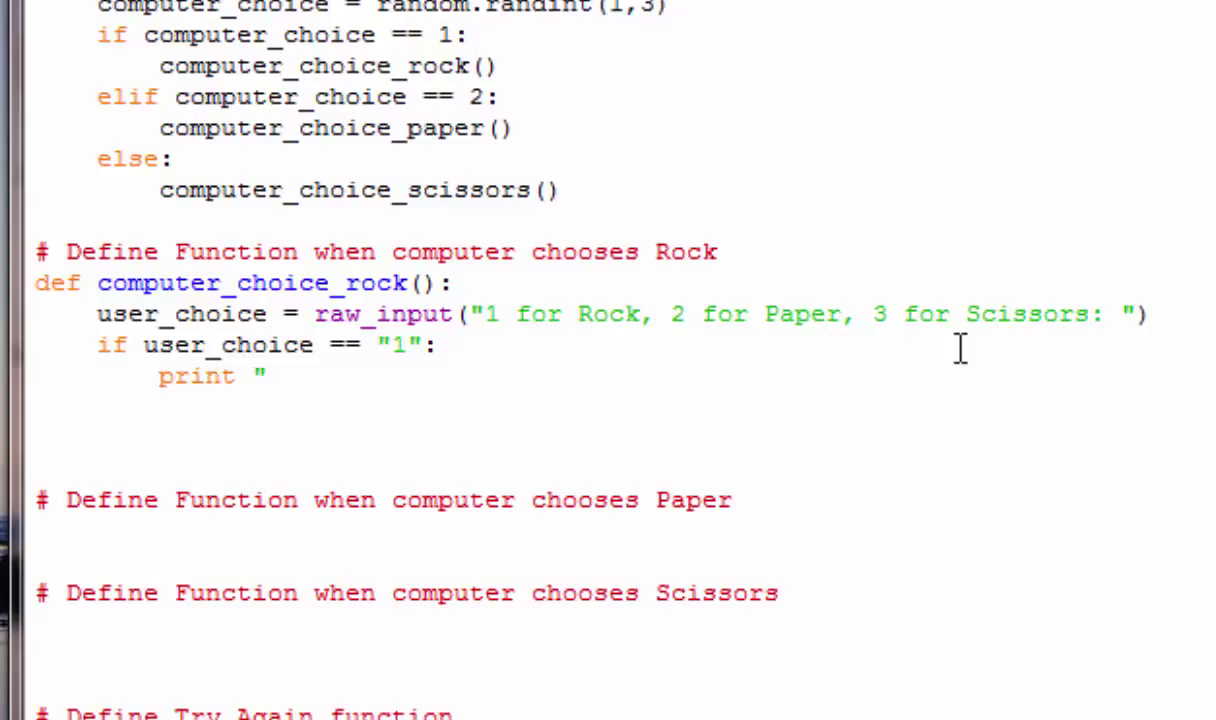 computer_choice = random.randint(1,3)
if computer_choice == 1:
computer_choice_rock()
elif computer_choice == 2:
computer_choice_paper()
else:
computer_choice_scissors()
# Define Function when computer chooses Rock
def computer_choice_rock():
user_choice = raw_input("1 for Rock, 2 for Paper, 3 for Scissors: ")
if user_choice == "1":
print "
# Define Function when computer chooses Paper
# Define Function when computer chooses Scissors
# Define Try Again function